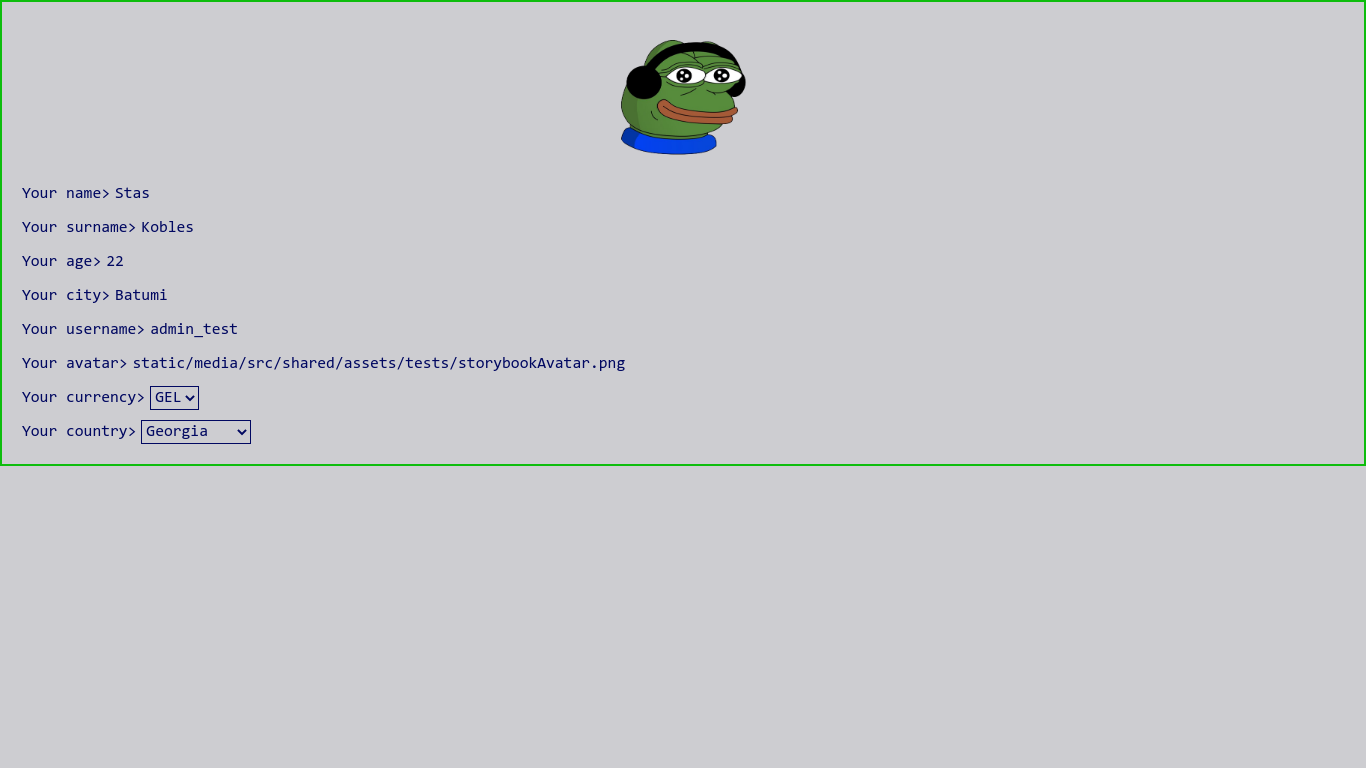 Your name> Stas
Your surname> Kobles
Your age> 22
Your city> Batumi
Your username> admin_test
Your avatar> static/media/src/shared/assets/tests/storybookAvatar.png
Your currency> GEL
Your country> Georgia